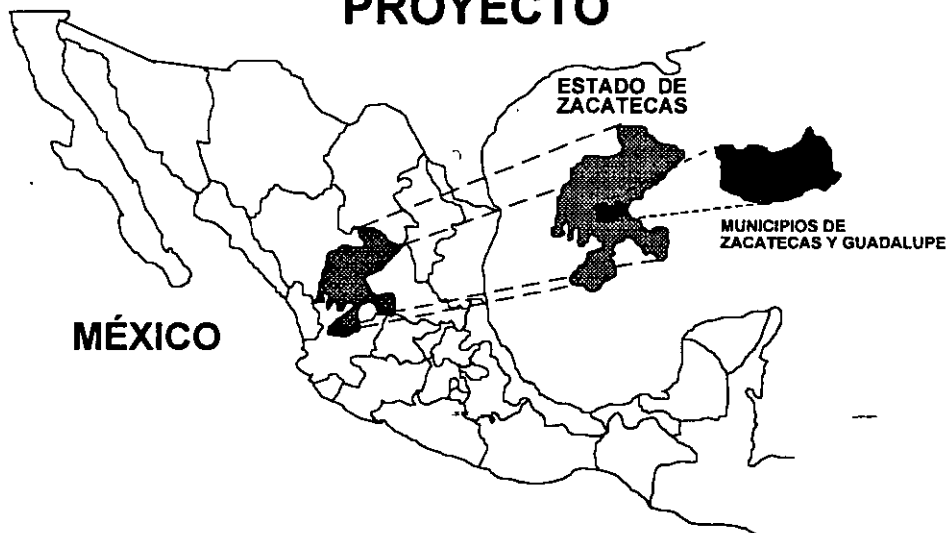 PROYECTO
ESTADO DE
ZACATECAS
MUNICIPIOS DE
ZACATECAS Y GUADALUPE
MÉXICO